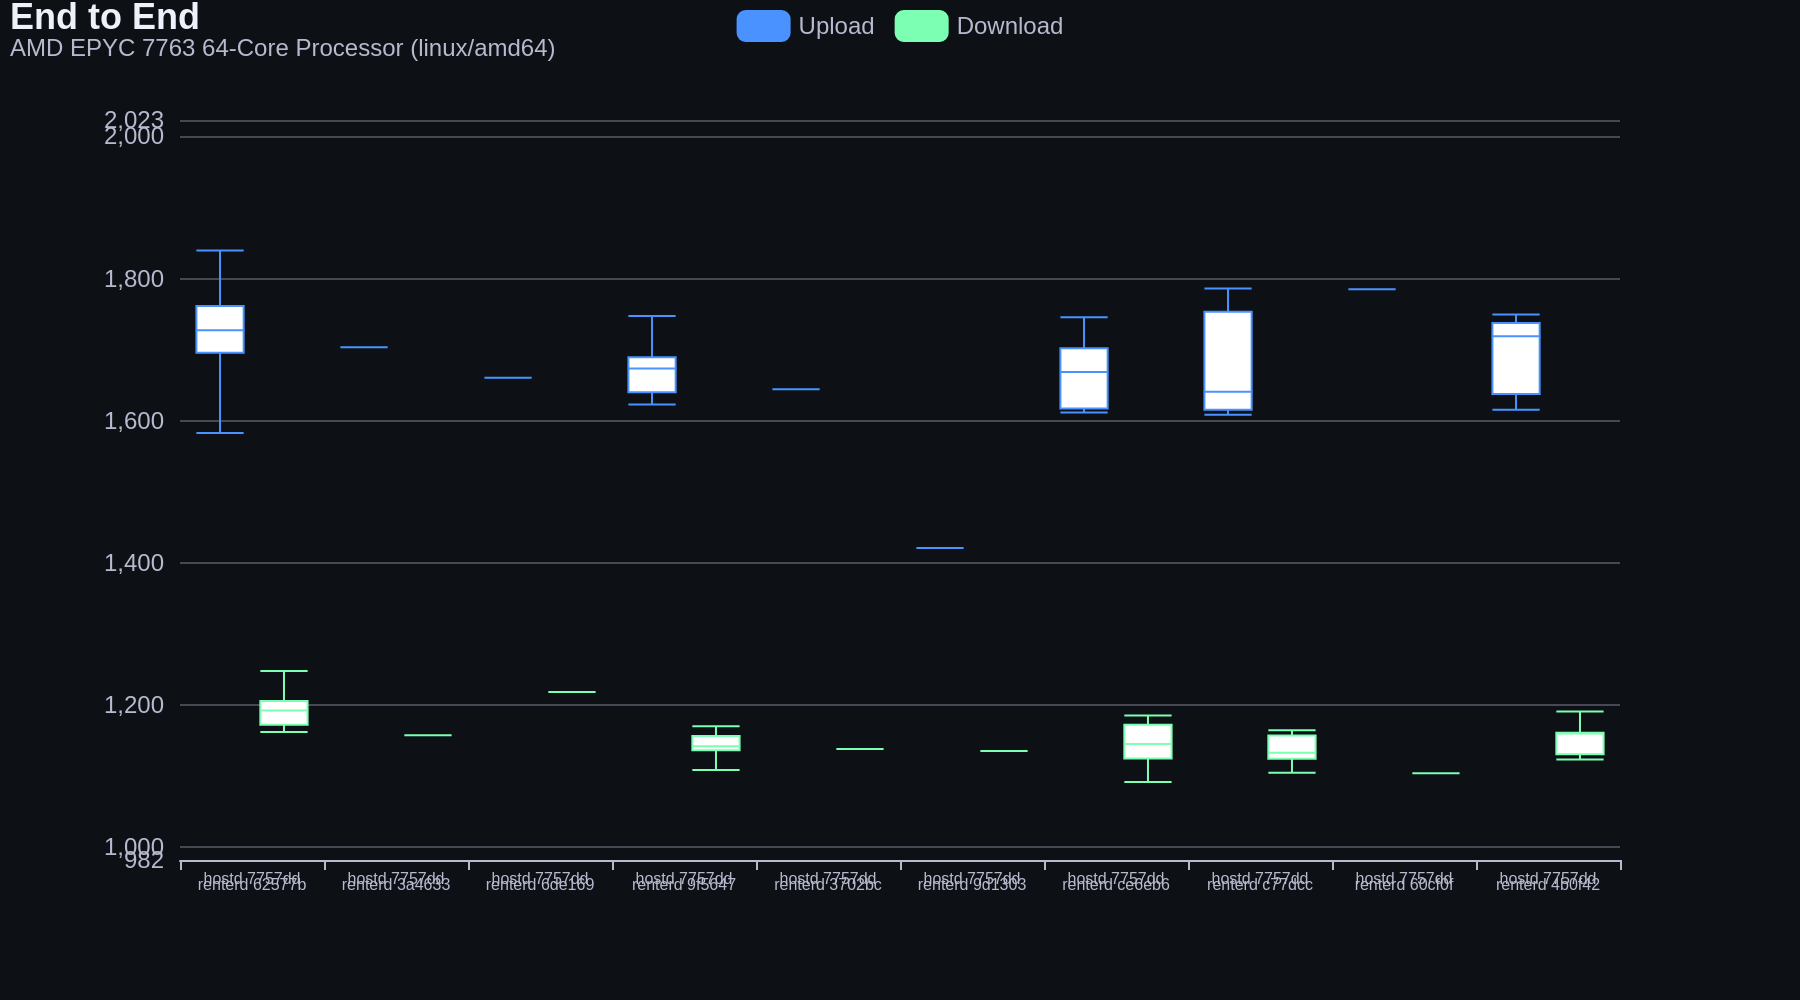 End to End
AMD EPYC 7763 64-Core Processor (linux/amd64)
Upload
Download
2,023
2,000
1,800
1,600
1,400
1,200
1,000
982
hostd 7757dd
renterd 62577b
hostd 7757dd
renterd 3a4633
hostd 7757dd
renterd 6de169
hostd 7757dd
renterd 9f5647
hostd 7757dd
renterd 3702bc
hostd 7757dd
renterd 9d1303
hostd 7757dd
renterd ce6eb6
hostd 7757dd
renterd c77dcc
hostd 7757dd
renterd 60cf0f
hostd 7757dd
renterd 4b0f42